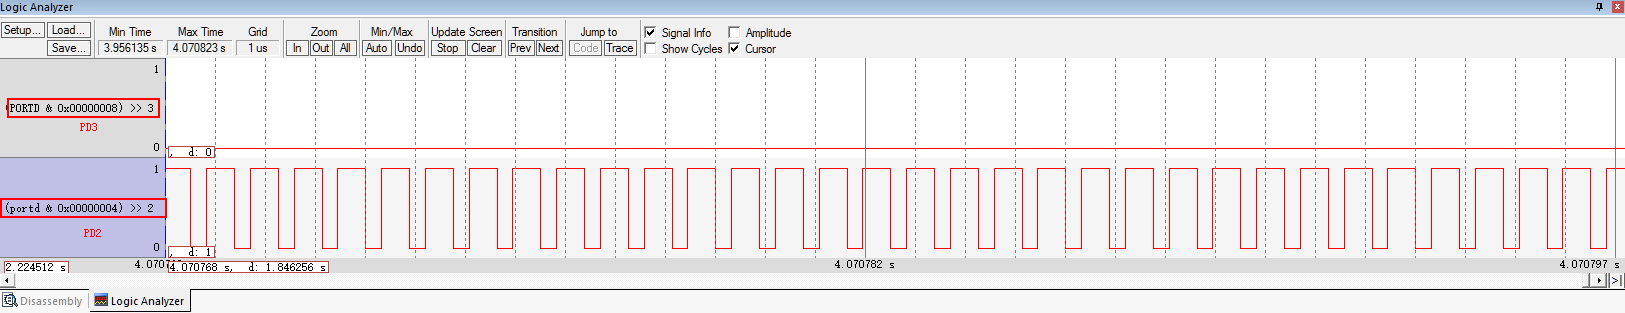 Logic Analyzer
Setup... Load... Min Time Max Time Grid Zoom Min/Max Update Screen Transition Jump to Signal Info Amplitude
Save... 3.956135 s 4.070823 s 1 us In Out All Auto Undo Stop Clear Prev Next Code Trace Show Cycles Cursor
1
(PORTD & 0x00000008) >> 3
PD3
0
, d: 0
1
(portd & 0x00000004) >> 2
PD2
0
, d: 1
2.224512 s 4.070768 s, d: 1.846256 s 4.070782 s 4.070797 s
Disassembly Logic Analyzer